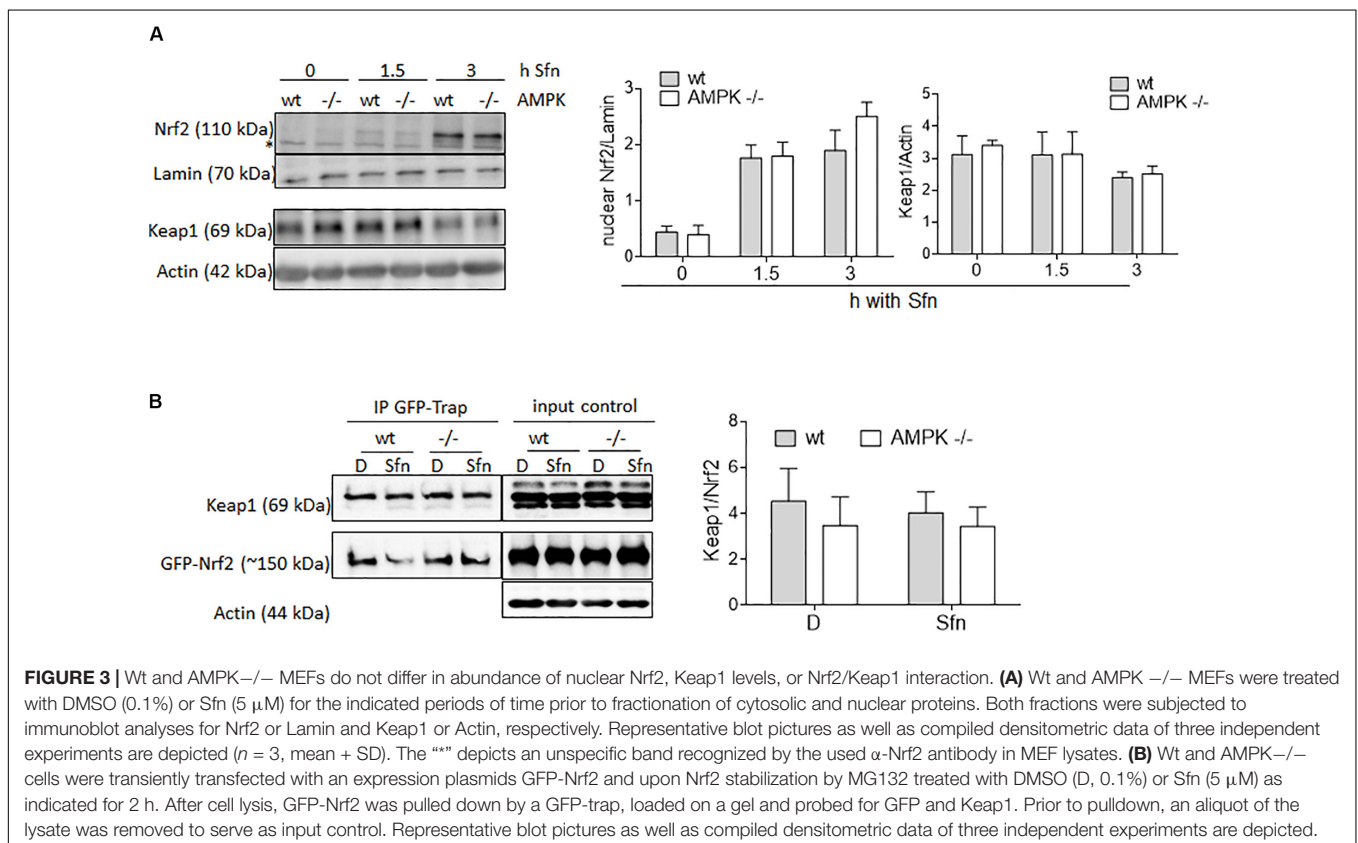 A
0 1.5 3 h Sfn
wt -/- wt -/- wt -/- AMPK
Nrf2 (110 kDa)
*
Lamin (70 kDa)
Keap1 (69 kDa)
Actin (42 kDa)
wt
AMPK -/-
nuclear Nrf2/Lamin
3
2
1
0
0 1.5 3
wt
AMPK -/-
Keap1/Actin
5
4
3
2
1
0
0 1.5 3
h with Sfn
B
IP GFP-Trap input control
wt -/- wt -/-
D Sfn D Sfn D Sfn D Sfn
Keap1 (69 kDa)
GFP-Nrf2 (~150 kDa)
Actin (44 kDa)
wt AMPK -/-
Keap1/Nrf2
8
6
4
2
0
D Sfn
FIGURE 3 | Wt and AMPK−/− MEFs do not differ in abundance of nuclear Nrf2, Keap1 levels, or Nrf2/Keap1 interaction. (A) Wt and AMPK −/− MEFs were treated
with DMSO (0.1%) or Sfn (5 μM) for the indicated periods of time prior to fractionation of cytosolic and nuclear proteins. Both fractions were subjected to
immunoblot analyses for Nrf2 or Lamin and Keap1 or Actin, respectively. Representative blot pictures as well as compiled densitometric data of three independent
experiments are depicted (n = 3, mean + SD). The “*” depicts an unspecific band recognized by the used α-Nrf2 antibody in MEF lysates. (B) Wt and AMPK−/−
cells were transiently transfected with an expression plasmids GFP-Nrf2 and upon Nrf2 stabilization by MG132 treated with DMSO (D, 0.1%) or Sfn (5 μM) as
indicated for 2 h. After cell lysis, GFP-Nrf2 was pulled down by a GFP-trap, loaded on a gel and probed for GFP and Keap1. Prior to pulldown, an aliquot of the
lysate was removed to serve as input control. Representative blot pictures as well as compiled densitometric data of three independent experiments are depicted.